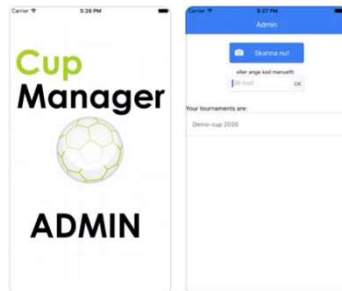 Carrier 5:26 PM
Cup
Manager
ADMIN
Carrier 5:27 PM
Admin
Skanna nu!
eller ange kod manuellt:
OK
Your tournaments are:
Demo-cup 2020